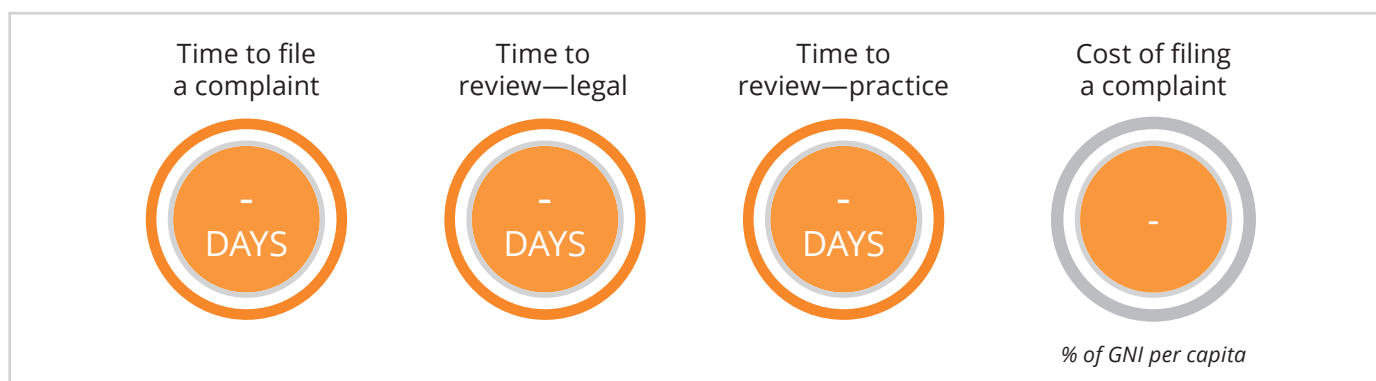 Time to file
a complaint
Time to
review—legal
Time to
review—practice
Cost of filing
a complaint
-
DAYS
-
DAYS
-
DAYS
-
% of GNI per capita